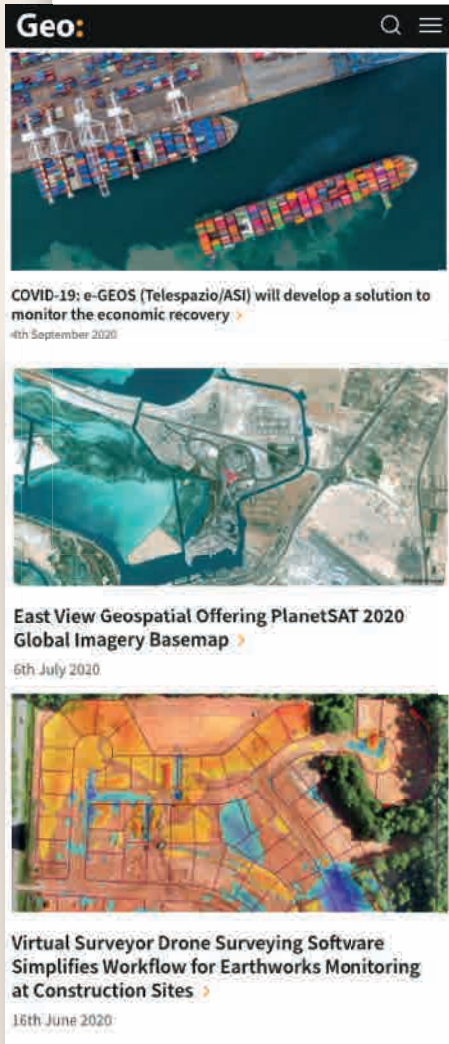 Geo:
COVID-19: e-GEOS (Telespazio/ASI) will develop a solution to
monitor the economic recovery >
4th September 2020
East View Geospatial Offering PlanetSAT 2020
Global Imagery Basemap >
6th July 2020
Virtual Surveyor Drone Surveying Software
Simplifies Workflow for Earthworks Monitoring
at Construction Sites >
16th June 2020